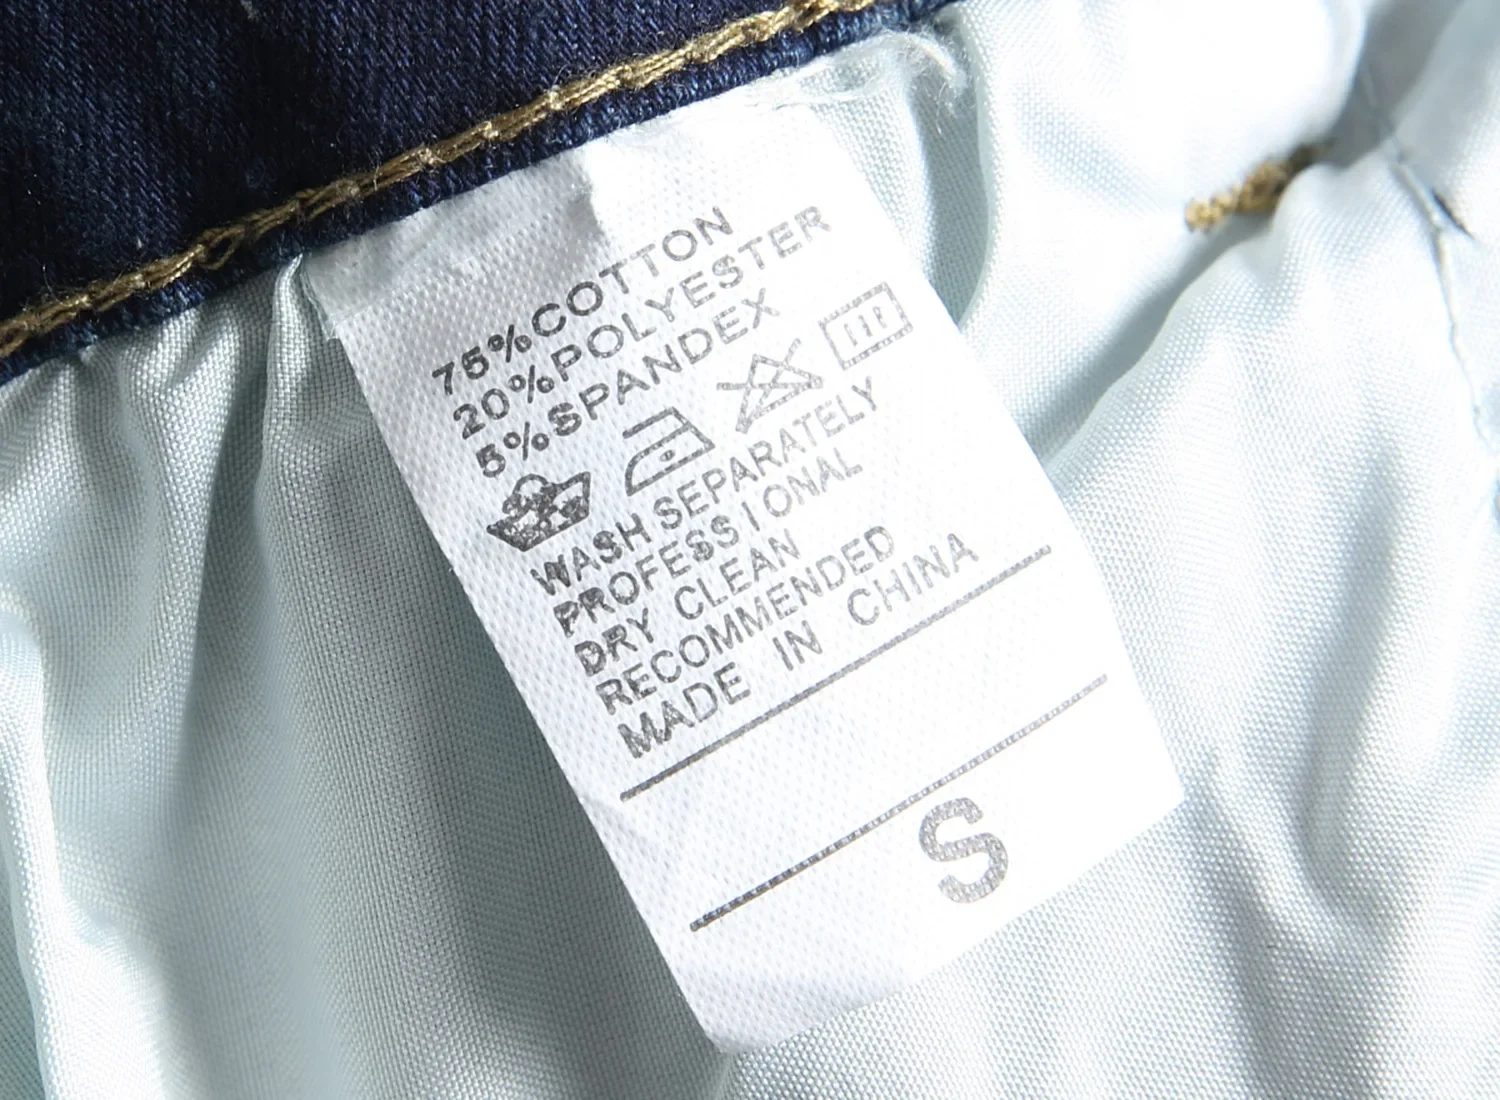 75%COTTON
20%POLYESTER
5%SPANDEX
WASH SEPARATELY
PROFESSIONAL
DRY CLEAN
RECOMMENDED
MADE IN CHINA
S